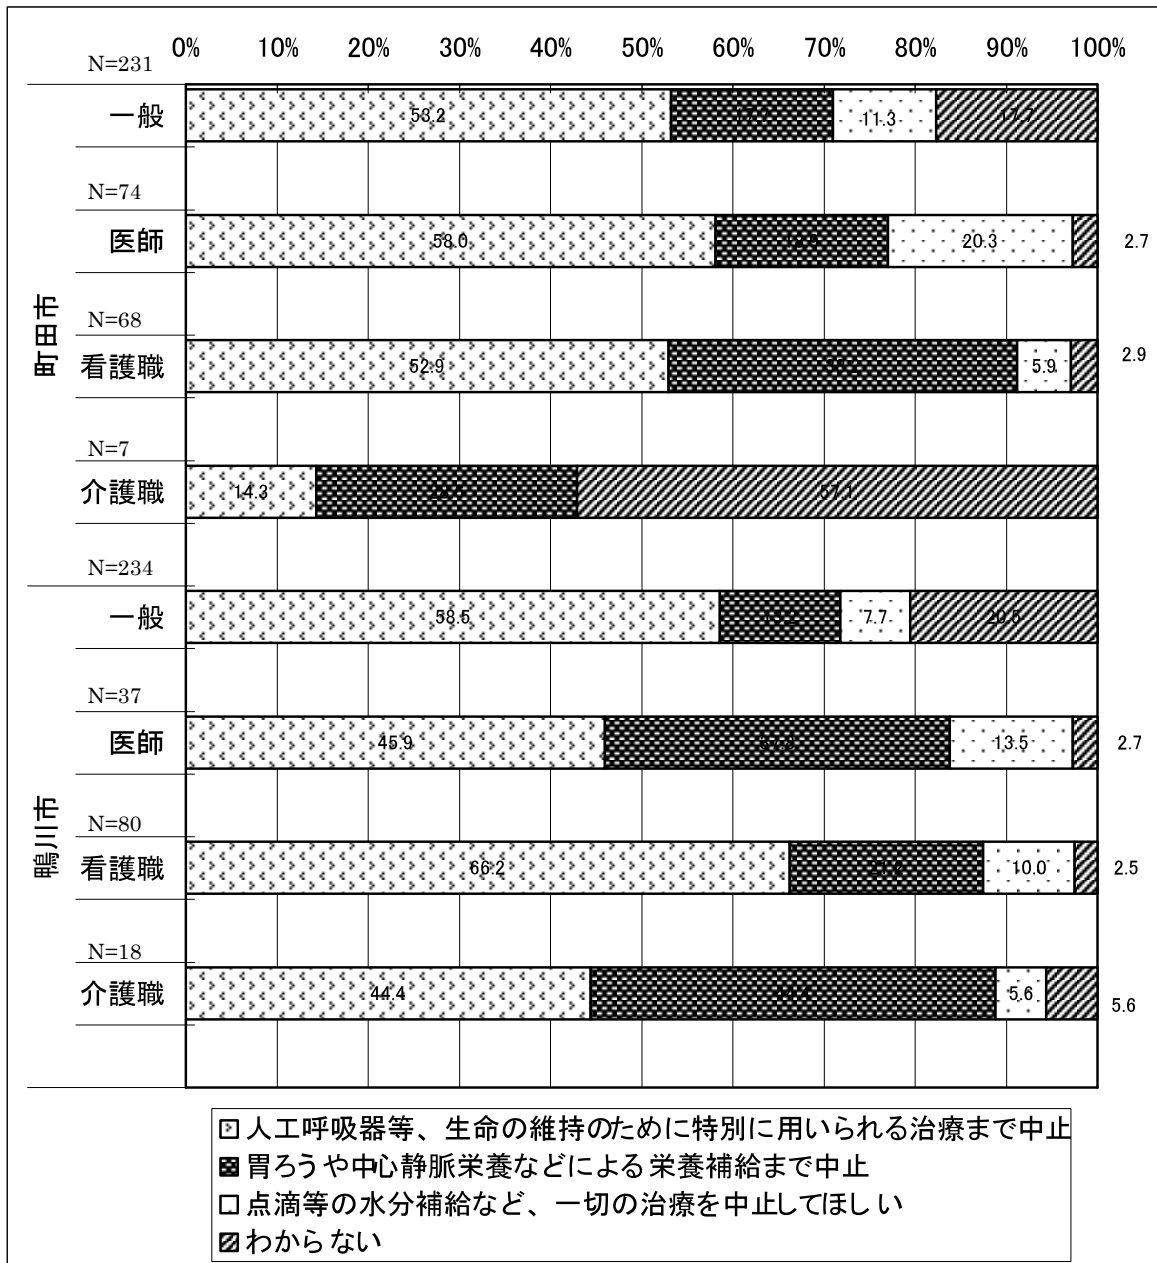 0% 10% 20% 30% 40% 50% 60% 70% 80% 90% 100%
N=231
一般 53.2 17.7 11.3 17.7
N=74
医師 58.0 20.3 2.7
町田市
N=68
看護職 52.9 5.9 2.9
N=7
介護職 14.3 57.1
N=234
一般 58.5 7.7 20.5
N=37
医師 45.9 37.8 13.5 2.7
鴨川市
N=80
看護職 66.2 10.0 2.5
N=18
介護職 44.4 5.6 5.6
人工呼吸器等、生命の維持のために特別に用いられる治療まで中止
胃ろうや中心静脈栄養などによる栄養補給まで中止
点滴等の水分補給など、一切の治療を中止してほしい
わからない